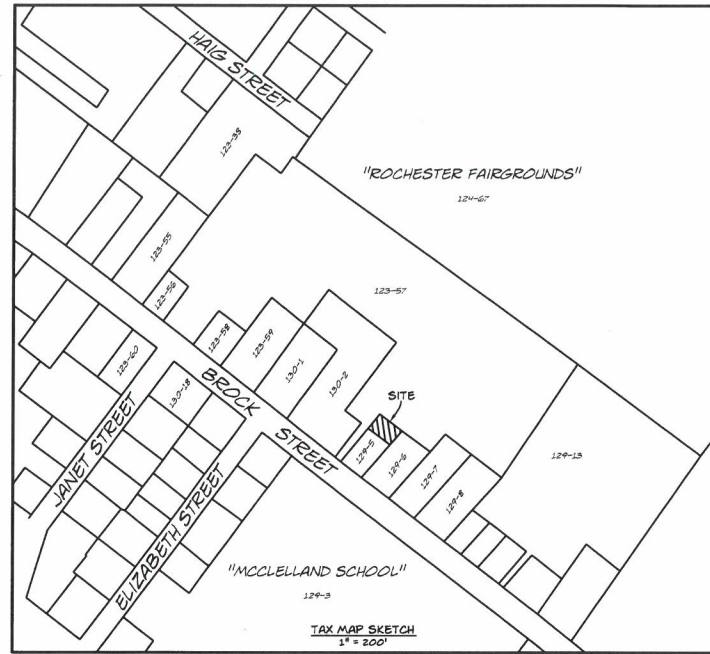 HAIG STREET
123-38
"ROCHESTER FAIRGROUNDS"
124-67
123-55
123-56
123-57
123-58
123-59
130-1
130-2
123-60
130-18
BROCK STREET
SITE
129-5
129-6
129-7
129-8
129-13
JANET STREET
ELIZABETH STREET
"MCCLELLAND SCHOOL"
129-3
TAX MAP SKETCH
1" = 200'